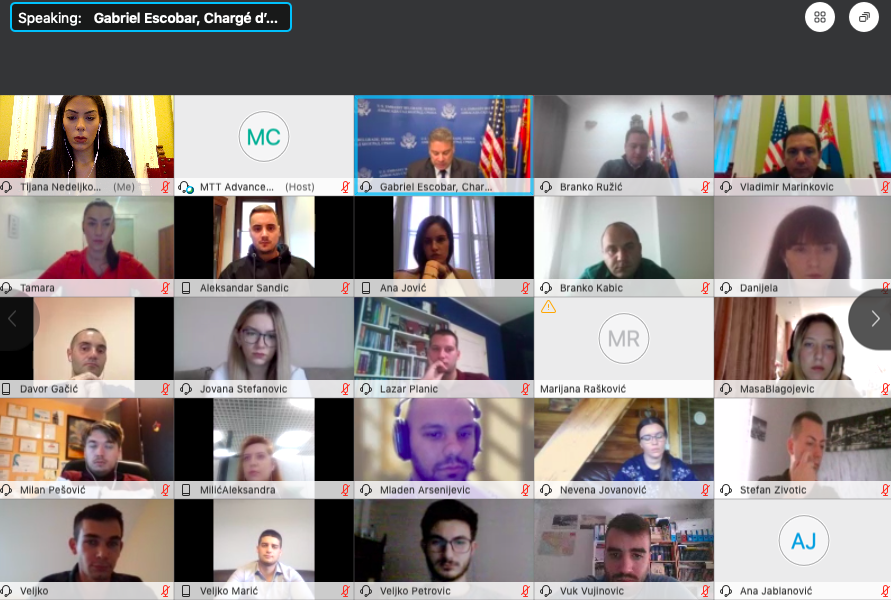 Speaking: Gabriel Escobar, Chargé d'...
Tijana Nedeljko... (Me)
MC
MTT Advance... (Host)
Gabriel Escobar, Char...
Branko Ružić
Vladimir Marinkovic
Tamara
Aleksandar Sandic
Ana Jović
Branko Kabic
Danijela
Davor Gačić
Jovana Stefanovic
Lazar Planic
MR
Marijana Rašković
MasaBlagojevic
Milan Pešović
MilićAleksandra
Mladen Arsenijevic
Nevena Jovanović
Stefan Zivotic
Veljko
Veljko Marić
Veljko Petrovic
Vuk Vujinovic
AJ
Ana Jablanović